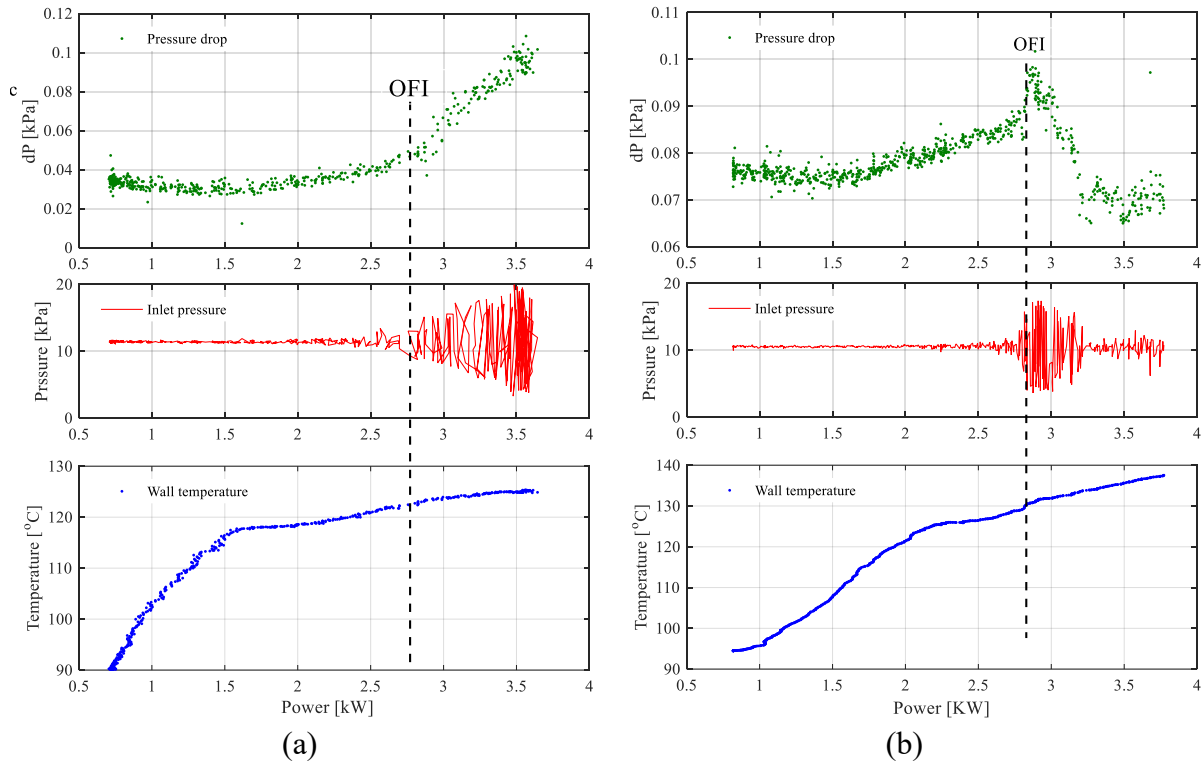 0.12
0.1
0.08
0.06
0.04
0.02
0
dP [kPa]
c
Pressure drop
OFI
0.5 1 1.5 2 2.5 3 3.5 4
20
10
0
Prssure [kPa]
Inlet pressure
0.5 1 1.5 2 2.5 3 3.5 4
130
120
110
100
90
Temperature [°C]
Wall temperature
0.5 1 1.5 2 2.5 3 3.5 4
Power [kW]
(a)
0.11
0.1
0.09
0.08
0.07
0.06
dP [kPa]
Pressure drop
OFI
0.5 1 1.5 2 2.5 3 3.5 4
20
10
0
Prssure [kPa]
Inlet pressure
0.5 1 1.5 2 2.5 3 3.5 4
140
130
120
110
100
90
Temperature [°C]
Wall temperature
0.5 1 1.5 2 2.5 3 3.5 4
Power [KW]
(b)